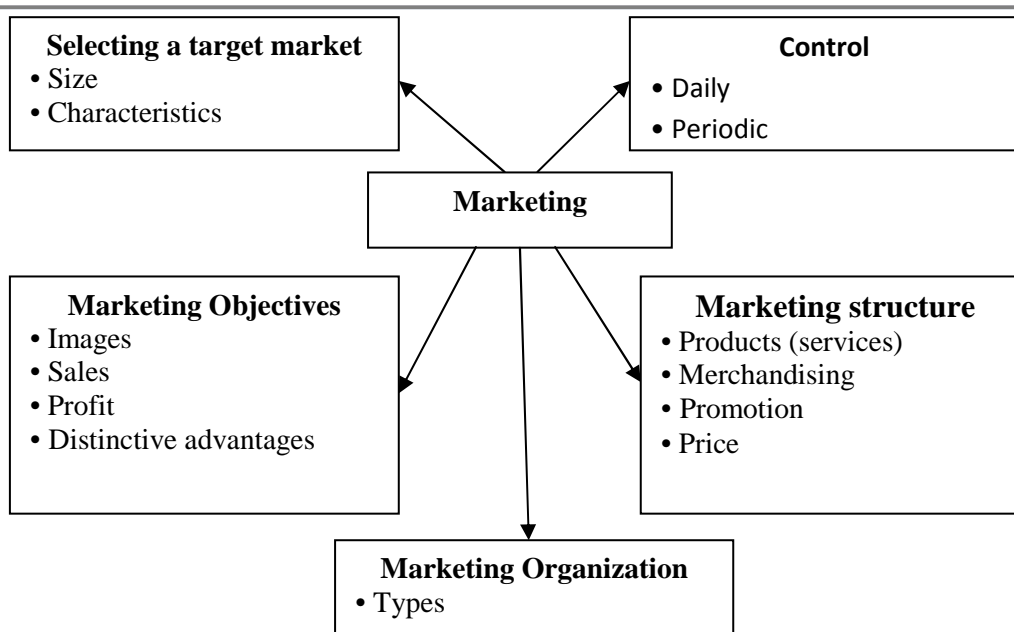 Selecting a target market
• Size
• Characteristics
Control
• Daily
• Periodic
Marketing
Marketing Objectives
• Images
• Sales
• Profit
• Distinctive advantages
Marketing structure
• Products (services)
• Merchandising
• Promotion
• Price
Marketing Organization
• Types